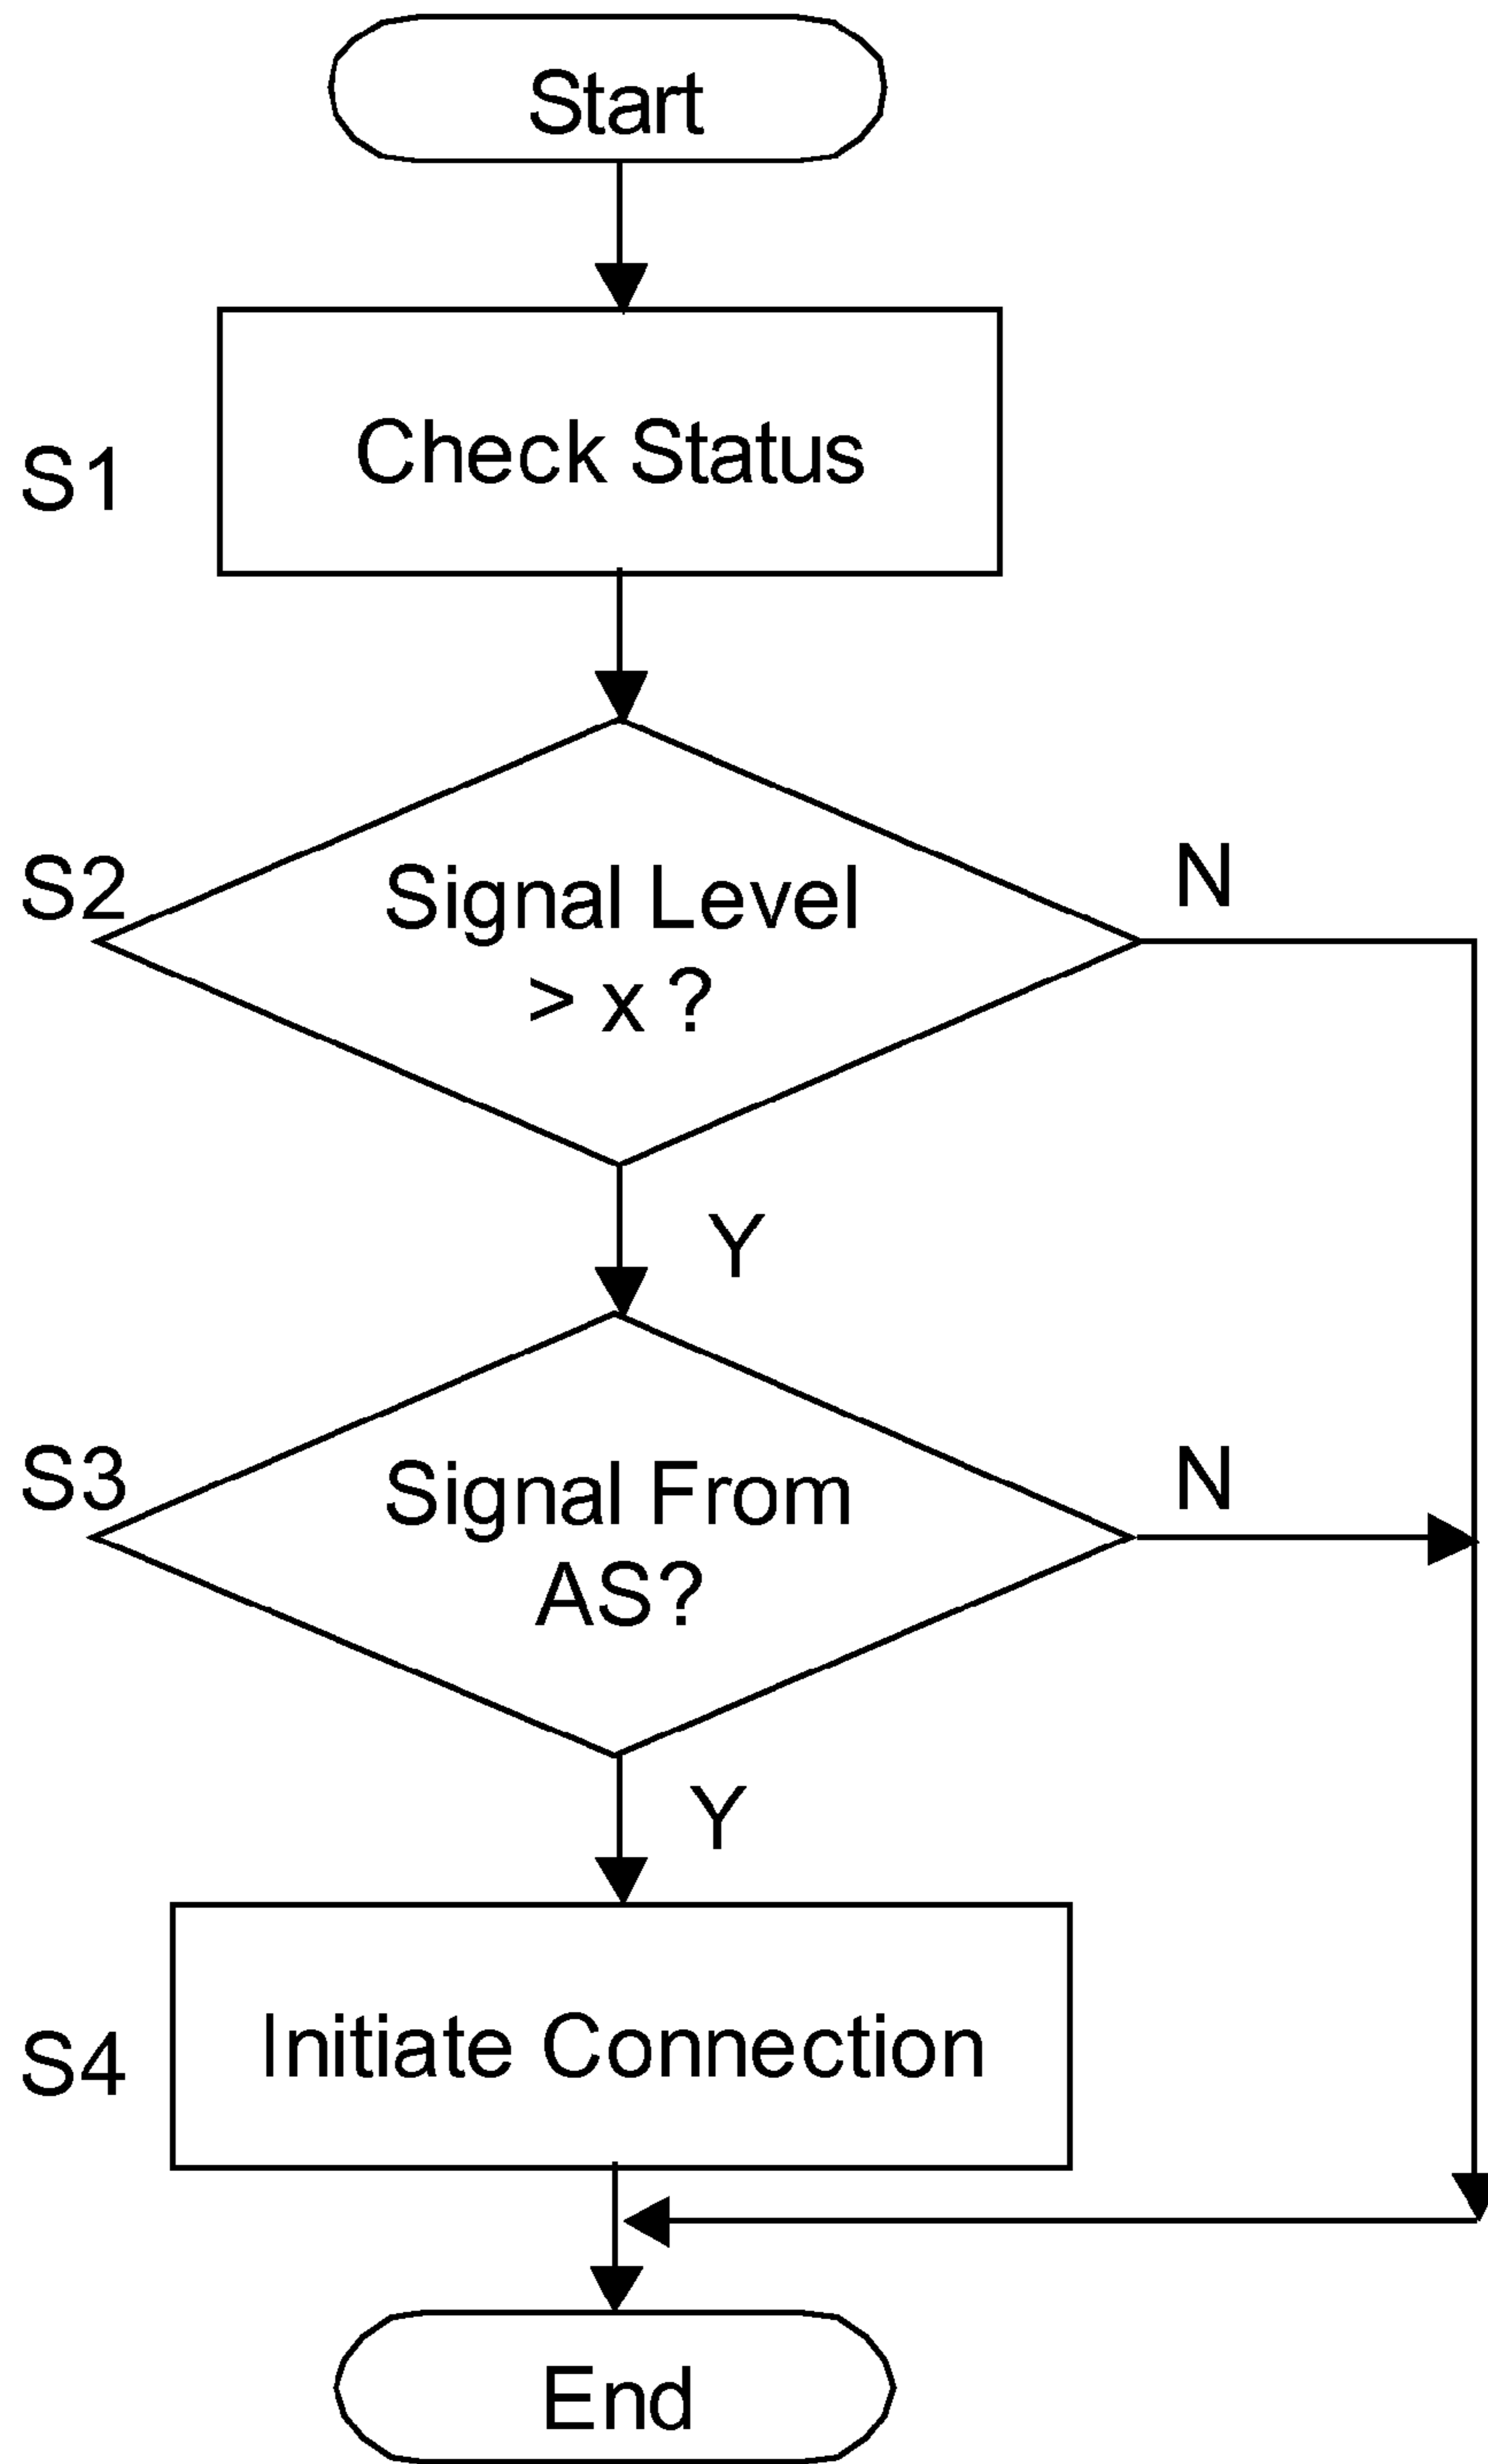 Start
S1
Check Status
S2
Signal Level
> x ?
N
Y
S3
Signal From
AS?
N
Y
S4
Initiate Connection
End